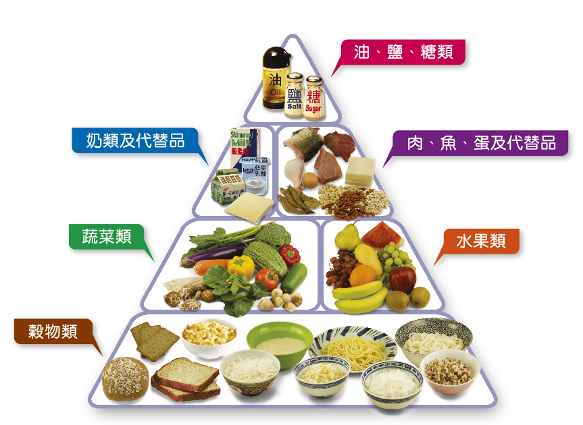 油、鹽、糖類
油
Oil
鹽
Salt
糖
Sugar
奶類及代替品
肉、魚、蛋及代替品
Milk
蔬菜類
水果類
穀物類